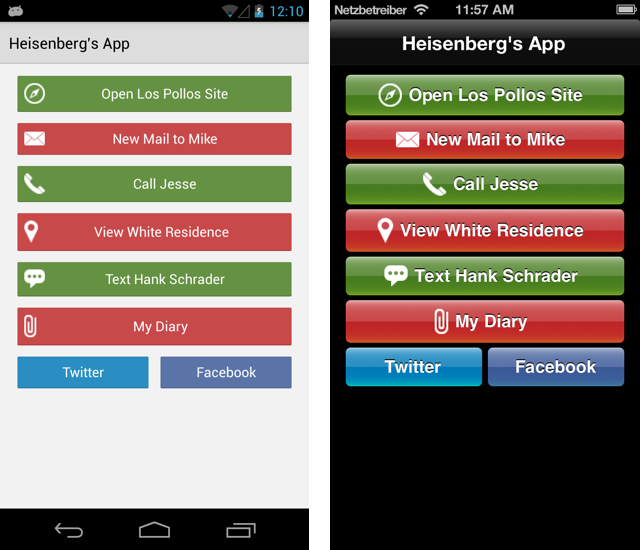 12:10
Heisenberg's App
Open Los Pollos Site
New Mail to Mike
Call Jesse
View White Residence
Text Hank Schrader
My Diary
Twitter
Facebook
Netzbetreiber 11:57 AM
Heisenberg's App
Open Los Pollos Site
New Mail to Mike
Call Jesse
View White Residence
Text Hank Schrader
My Diary
Twitter
Facebook